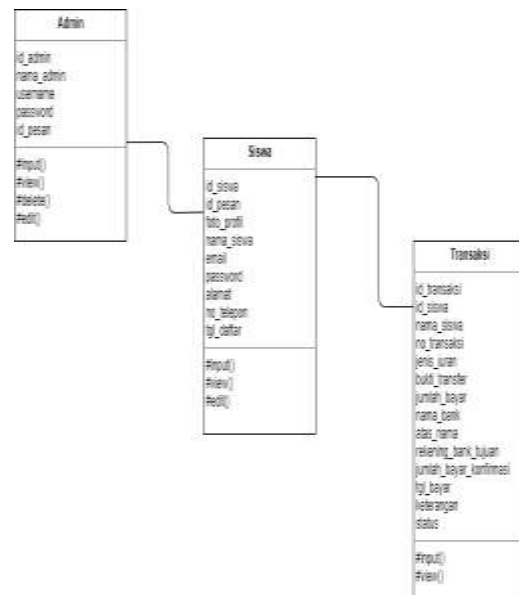 Admin
id_admin
nama_admin
username
password
id_pesan
#input()
#view()
#delete()
#edit()
Siswa
id_siswa
id_pesan
foto_profil
nama_siswa
email
password
alamat
no_telepon
tgl_daftar
#input()
#view()
#edit()
Transaksi
id_transaksi
id_siswa
nama_siswa
no_transaksi
jenis_iuran
bukti_transfer
jumlah_bayar
nama_bank
atas_nama
rekening_bank_tujuan
jumlah_bayar_konfirmasi
tgl_bayar
keterangan
status
#input()
#view()